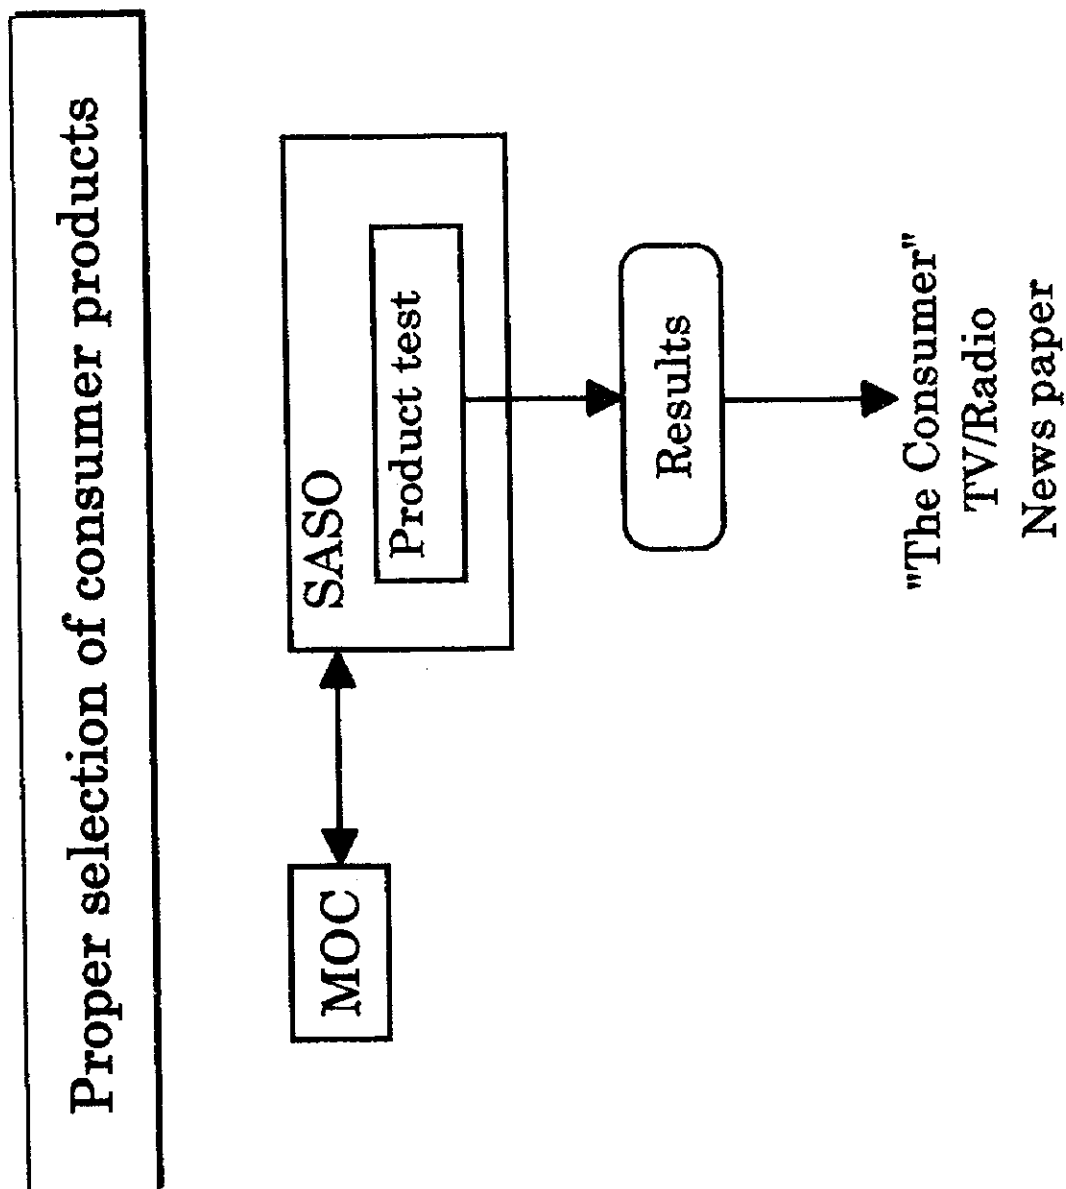 Proper selection of consumer products
MOC
SASO
Product test
Results
"The Consumer"
TV/Radio
News paper